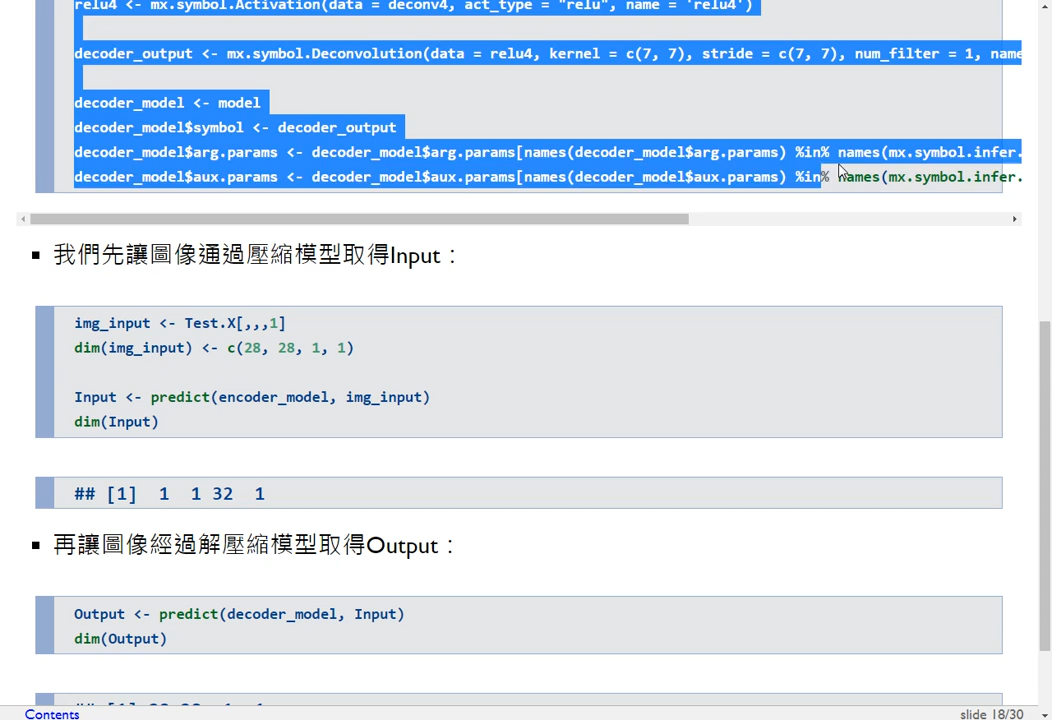 relu4 <- mx.symbol.Activation(data = deconv4, act_type = "relu", name = 'relu4')
decoder_output <- mx.symbol.Deconvolution(data = relu4, kernel = c(7, 7), stride = c(7, 7), num_filter = 1, name
decoder_model <- model
decoder_model$symbol <- decoder_output
decoder_model$arg.params <- decoder_model$arg.params[names(decoder_model$arg.params) %in% names(mx.symbol.infer.
decoder_model$aux.params <- decoder_model$aux.params[names(decoder_model$aux.params) %in% names(mx.symbol.infer.
▪ 我們先讓圖像通過壓縮模型取得Input：
img_input <- Test.X[,,,1]
dim(img_input) <- c(28, 28, 1, 1)
Input <- predict(encoder_model, img_input)
dim(Input)
## [1]  1  1 32  1
▪ 再讓圖像經過解壓縮模型取得Output：
Output <- predict(decoder_model, Input)
dim(Output)
Contents
slide 18/30